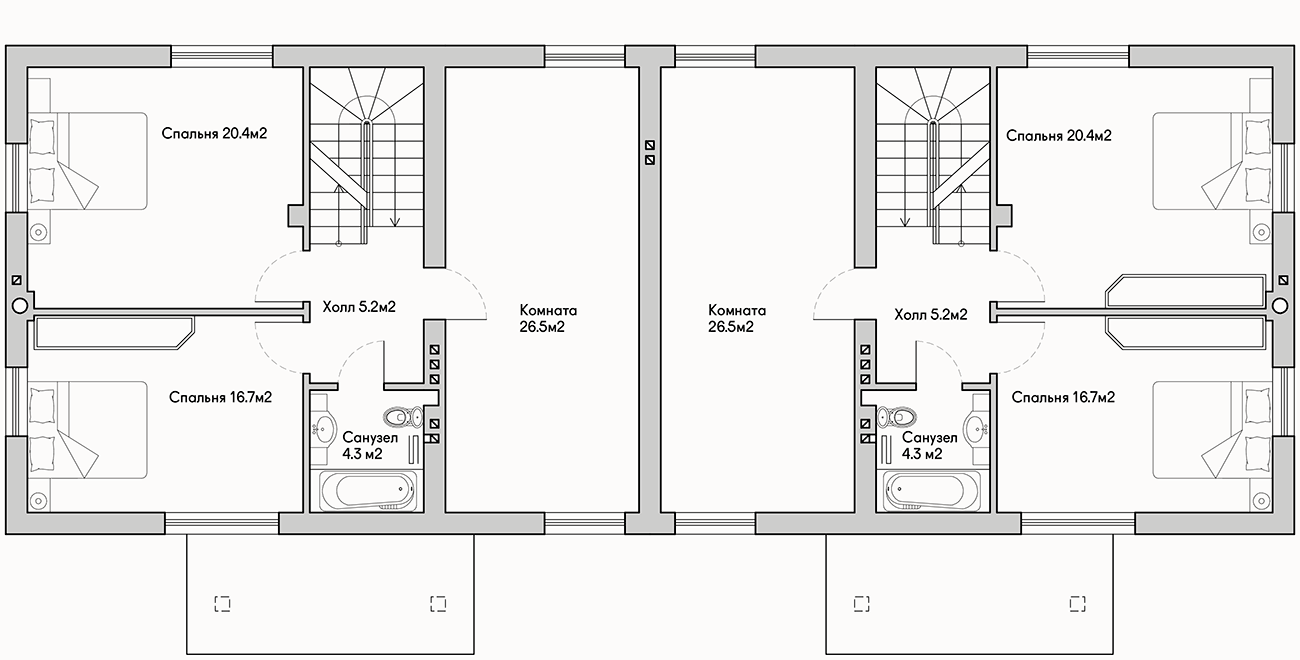 Спальня 20.4м2
Спальня 20.4м2
Холл 5.2м2
Комната
26.5м2
Комната
26.5м2
Холл 5.2м2
Спальня 16.7м2
Санузел
4.3 м2
Санузел
4.3 м2
Спальня 16.7м2